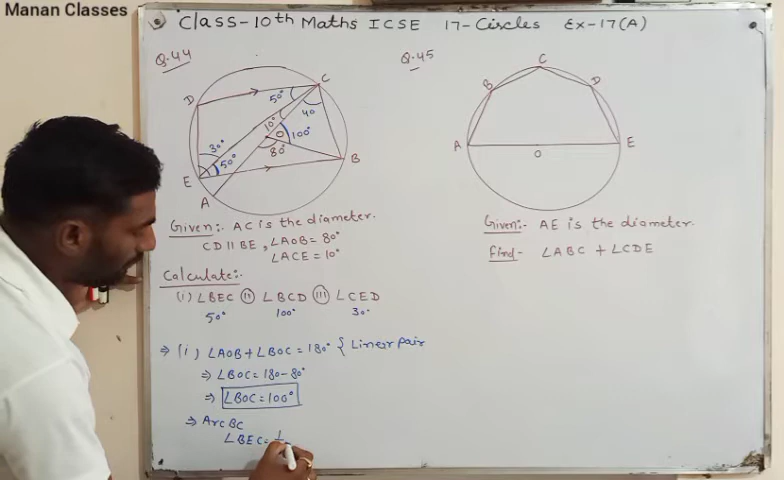 Manan Classes
Class-10th Maths ICSE 17-Circles Ex-17(A)
Q.44
D
C
50°
10°
40
O
100°
30°
50°
80°
B
E
A
Given:- AC is the diameter.
CD || BE, ∠AOB = 80°
∠ACE = 10°
Calculate:-
(i) ∠BEC (ii) ∠BCD (iii) ∠CED
50° 100° 30°
⇒ (i) ∠AOB + ∠BOC = 180° { Linear pair
⇒ ∠BOC = 180 - 80°
⇒ ∠BOC = 100°
⇒ Arc BC
∠BEC = 1
Q.45
C
B
D
A
E
O
Given:- AE is the diameter.
Find- ∠ABC + ∠CDE